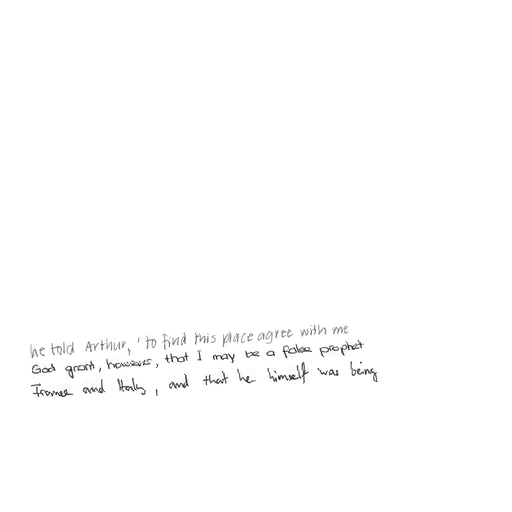 he told Arthur, ' to find this place agree with me
God grant, however, that I may be a false prophet
France and Italy, and that he himself was being